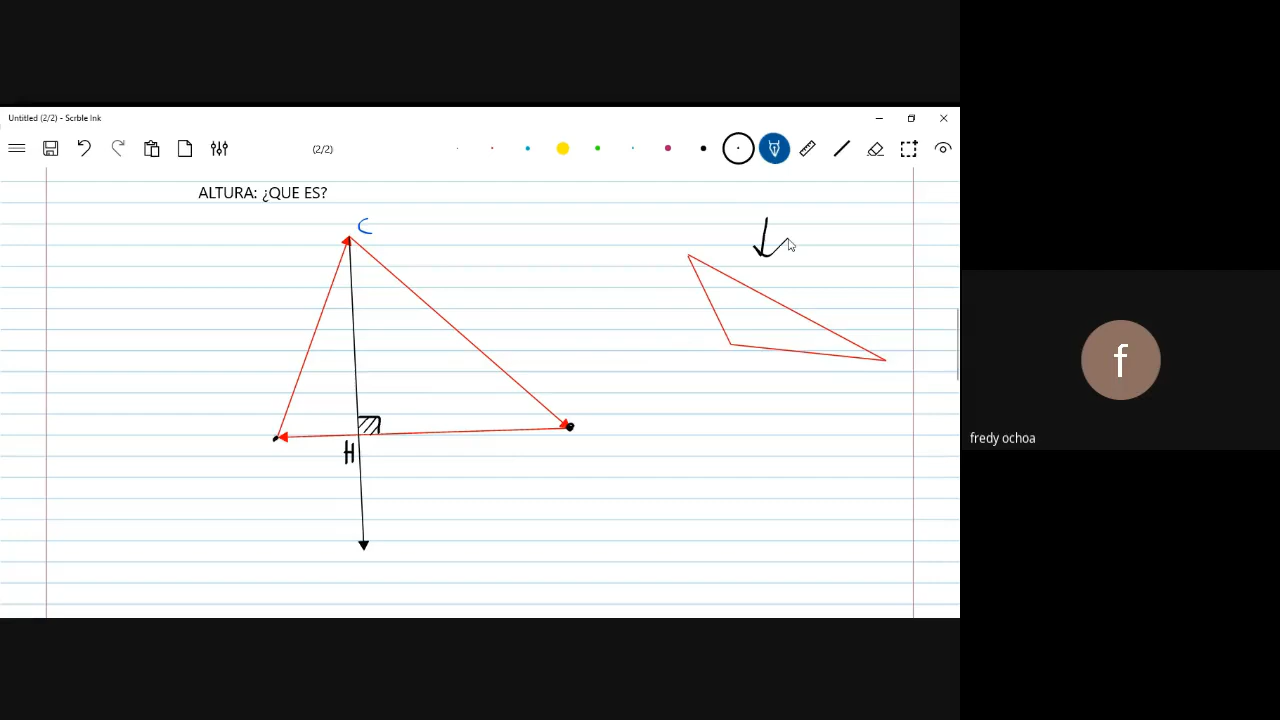 Untitled (2/2) - Scrble Ink
(2/2)
ALTURA: ¿QUE ES?
C
H
f
fredy ochoa